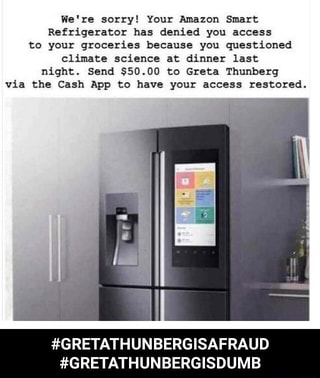 We're sorry! Your Amazon Smart
Refrigerator has denied you access
to your groceries because you questioned
climate science at dinner last
night. Send $50.00 to Greta Thunberg
via the Cash App to have your access restored.
#GRETATHUNBERGISAFRAUD
#GRETATHUNBERGISDUMB